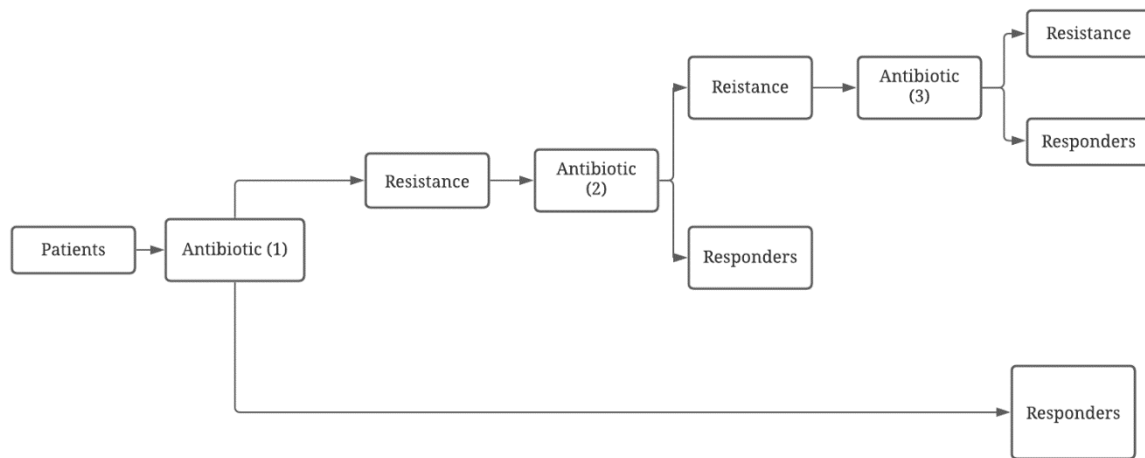 Resistance
Reistance
Antibiotic
(3)
Responders
Resistance
Antibiotic
(2)
Patients
Antibiotic (1)
Responders
Responders